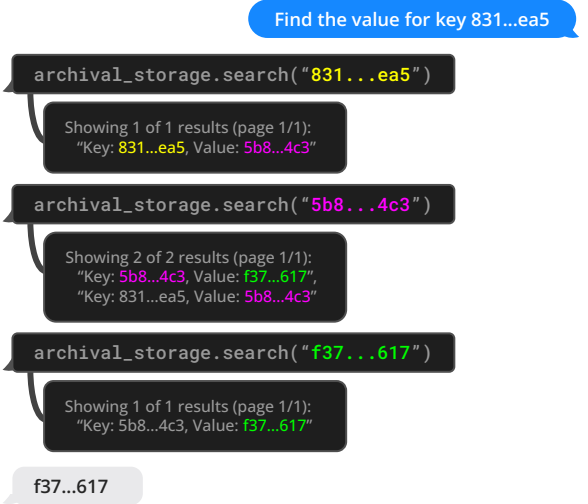 Find the value for key 831...ea5
archival_storage.search(“831...ea5”)
Showing 1 of 1 results (page 1/1):
“Key: 831...ea5, Value: 5b8...4c3”
archival_storage.search(“5b8...4c3”)
Showing 2 of 2 results (page 1/1):
“Key: 5b8...4c3, Value: f37...617”,
“Key: 831...ea5, Value: 5b8...4c3”
archival_storage.search(“f37...617”)
Showing 1 of 1 results (page 1/1):
“Key: 5b8...4c3, Value: f37...617”
f37...617